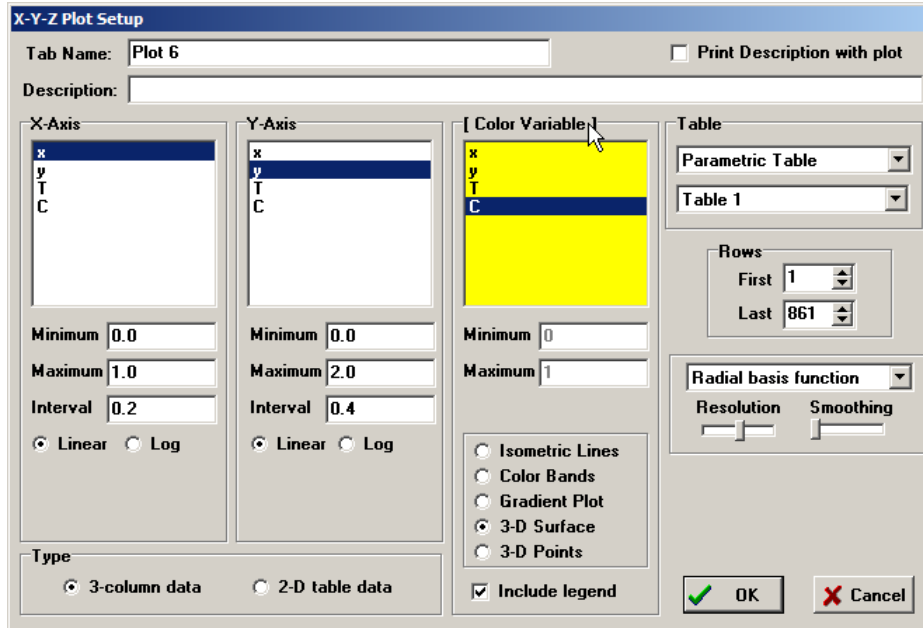 X-Y-Z Plot Setup
Tab Name: Plot 6
Print Description with plot
Description:
X-Axis
x
y
T
C
Minimum 0.0
Maximum 1.0
Interval 0.2
Linear Log
Y-Axis
x
y
T
C
Minimum 0.0
Maximum 2.0
Interval 0.4
Linear Log
[ Color Variable ]
x
y
T
C
Minimum 0
Maximum 1
Isometric Lines
Color Bands
Gradient Plot
3-D Surface
3-D Points
Include legend
Table
Parametric Table
Table 1
Rows
First 1
Last 861
Radial basis function
Resolution Smoothing
Type
3-column data 2-D table data
OK Cancel